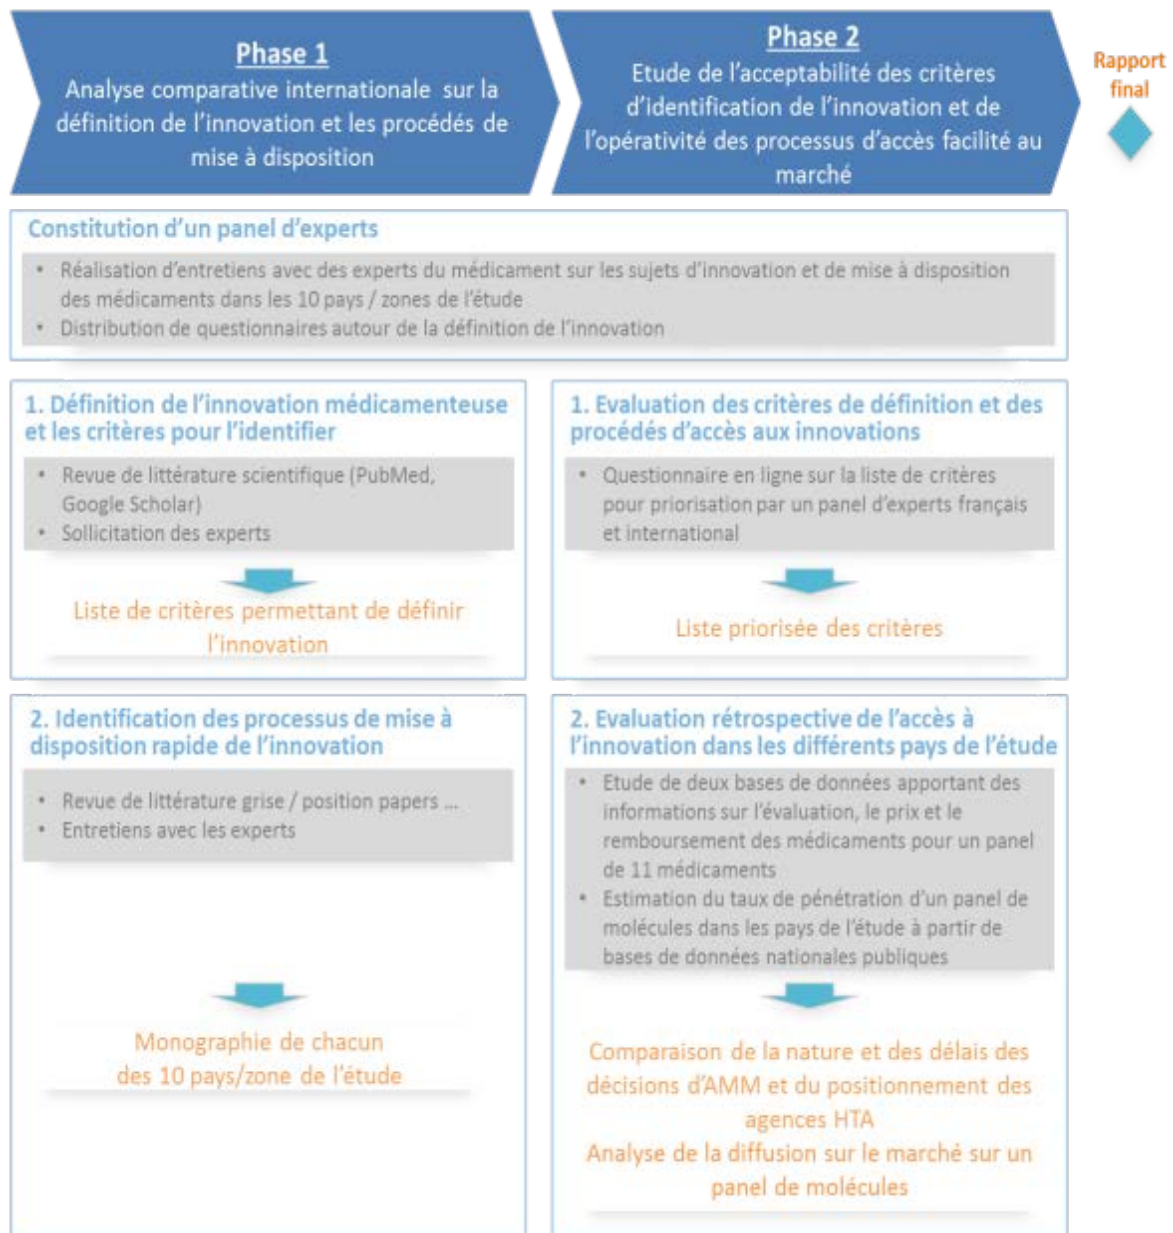 Phase 1
Analyse comparative internationale sur la
définition de l'innovation et les procédés de
mise à disposition
Phase 2
Etude de l'acceptabilité des critères
d'identification de l'innovation et de
l'opérativité des processus d'accès facilité au
marché
Rapport
final
Constitution d'un panel d'experts
• Réalisation d'entretiens avec des experts du médicament sur les sujets d'innovation et de mise à disposition
des médicaments dans les 10 pays / zones de l'étude
• Distribution de questionnaires autour de la définition de l'innovation
1. Définition de l'innovation médicamenteuse
et les critères pour l'identifier
• Revue de littérature scientifique (PubMed,
Google Scholar)
• Sollicitation des experts
Liste de critères permettant de définir
l'innovation
1. Evaluation des critères de définition et des
procédés d'accès aux innovations
• Questionnaire en ligne sur la liste de critères
pour priorisation par un panel d'experts français
et international
Liste priorisée des critères
2. Identification des processus de mise à
disposition rapide de l'innovation
• Revue de littérature grise / position papers ...
• Entretiens avec les experts
Monographie de chacun
des 10 pays/zone de l'étude
2. Evaluation rétrospective de l'accès à
l'innovation dans les différents pays de l'étude
• Etude de deux bases de données apportant des
informations sur l'évaluation, le prix et le
remboursement des médicaments pour un panel
de 11 médicaments
• Estimation du taux de pénétration d'un panel de
molécules dans les pays de l'étude à partir de
bases de données nationales publiques
Comparaison de la nature et des délais des
décisions d'AMM et du positionnement des
agences HTA
Analyse de la diffusion sur le marché sur un
panel de molécules